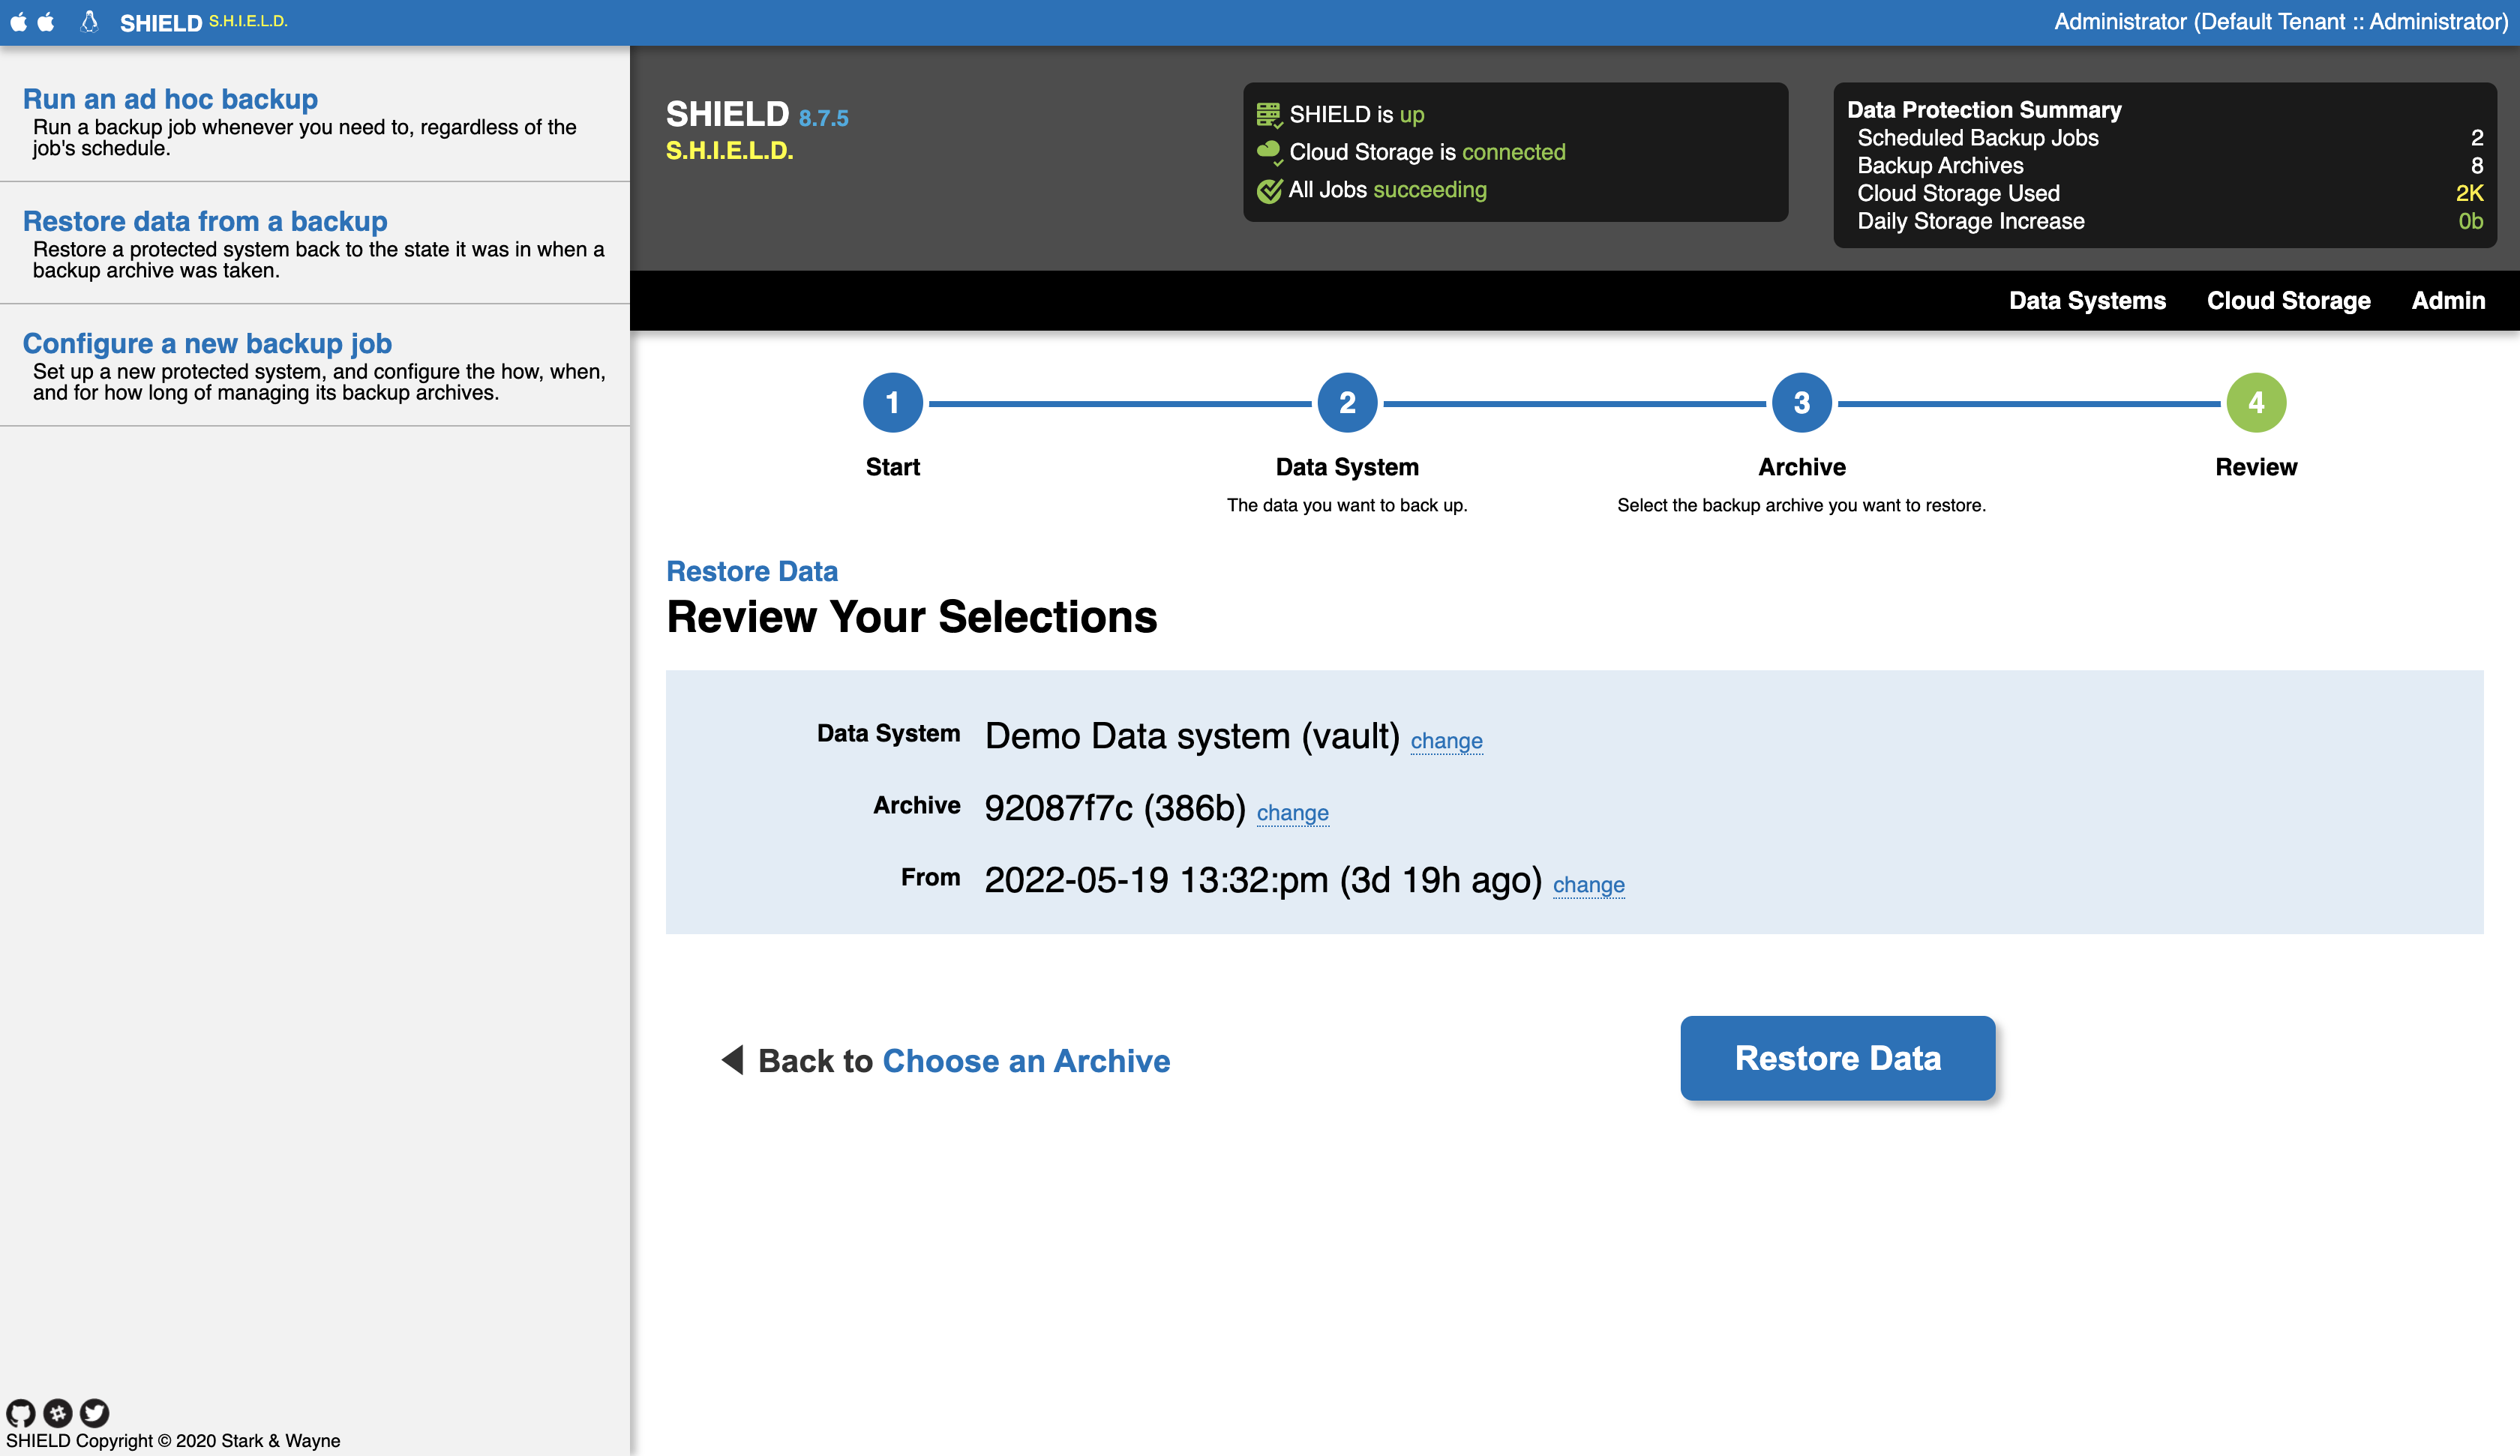 SHIELD S.H.I.E.L.D.
Administrator (Default Tenant :: Administrator)
Run an ad hoc backup
Run a backup job whenever you need to, regardless of the
job's schedule.
Restore data from a backup
Restore a protected system back to the state it was in when a
backup archive was taken.
Configure a new backup job
Set up a new protected system, and configure the how, when,
and for how long of managing its backup archives.
SHIELD Copyright © 2020 Stark & Wayne
SHIELD 8.7.5
S.H.I.E.L.D.
SHIELD is up
Cloud Storage is connected
All Jobs succeeding
Data Protection Summary
Scheduled Backup Jobs 2
Backup Archives 8
Cloud Storage Used 2K
Daily Storage Increase 0b
Data Systems Cloud Storage Admin
1 2 3 4
Start Data System Archive Review
The data you want to back up. Select the backup archive you want to restore.
Restore Data
Review Your Selections
Data System Demo Data system (vault) change
Archive 92087f7c (386b) change
From 2022-05-19 13:32:pm (3d 19h ago) change
Back to Choose an Archive
Restore Data